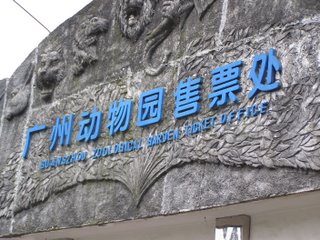 广州动物园售票处
GUANGZHOU ZOOLOGICAL GARDEN TICKET OFFICE